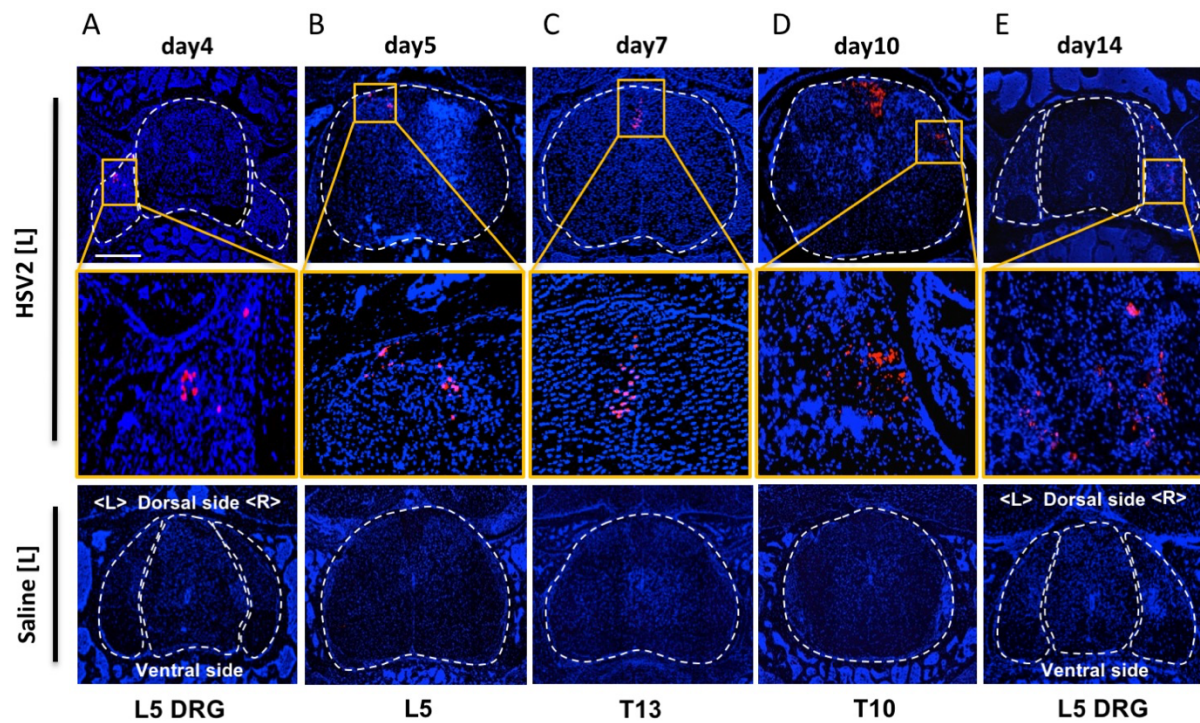 A B C D E
day4 day5 day7 day10 day14
HSV2 [L]
<L> Dorsal side <R>
Ventral side
<L> Dorsal side <R>
Ventral side
Saline [L]
L5 DRG L5 T13 T10 L5 DRG